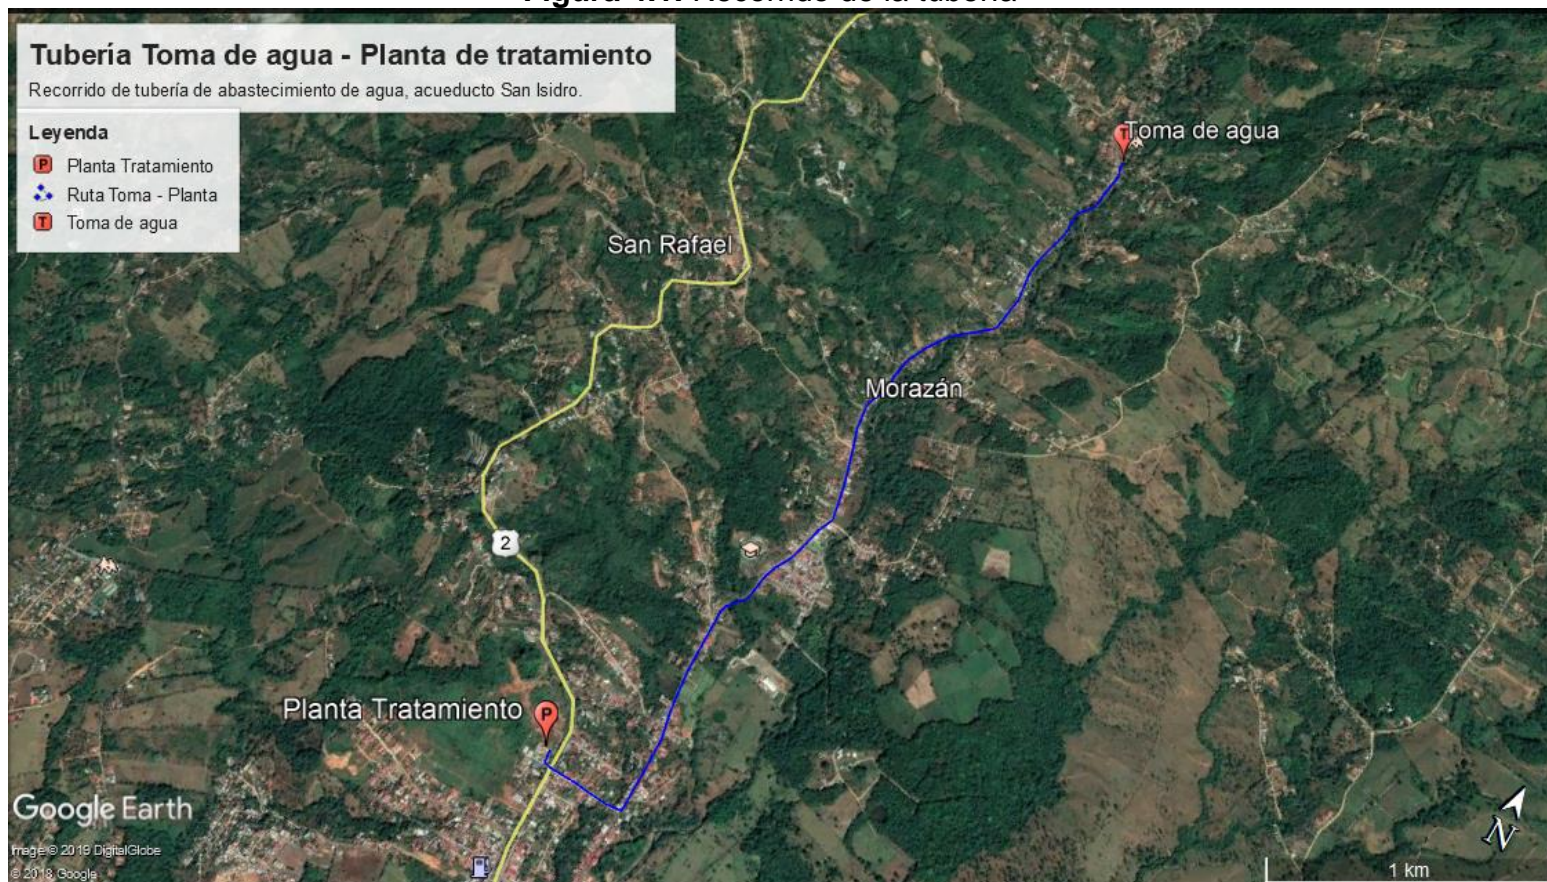 Tubería Toma de agua - Planta de tratamiento
Recorrido de tubería de abastecimiento de agua, acueducto San Isidro.
Leyenda
P Planta Tratamiento
Ruta Toma - Planta
T Toma de agua
T Toma de agua
San Rafael
Morazán
2
Planta Tratamiento P
Google Earth
Image © 2019 DigitalGlobe
© 2018 Google
N
1 km